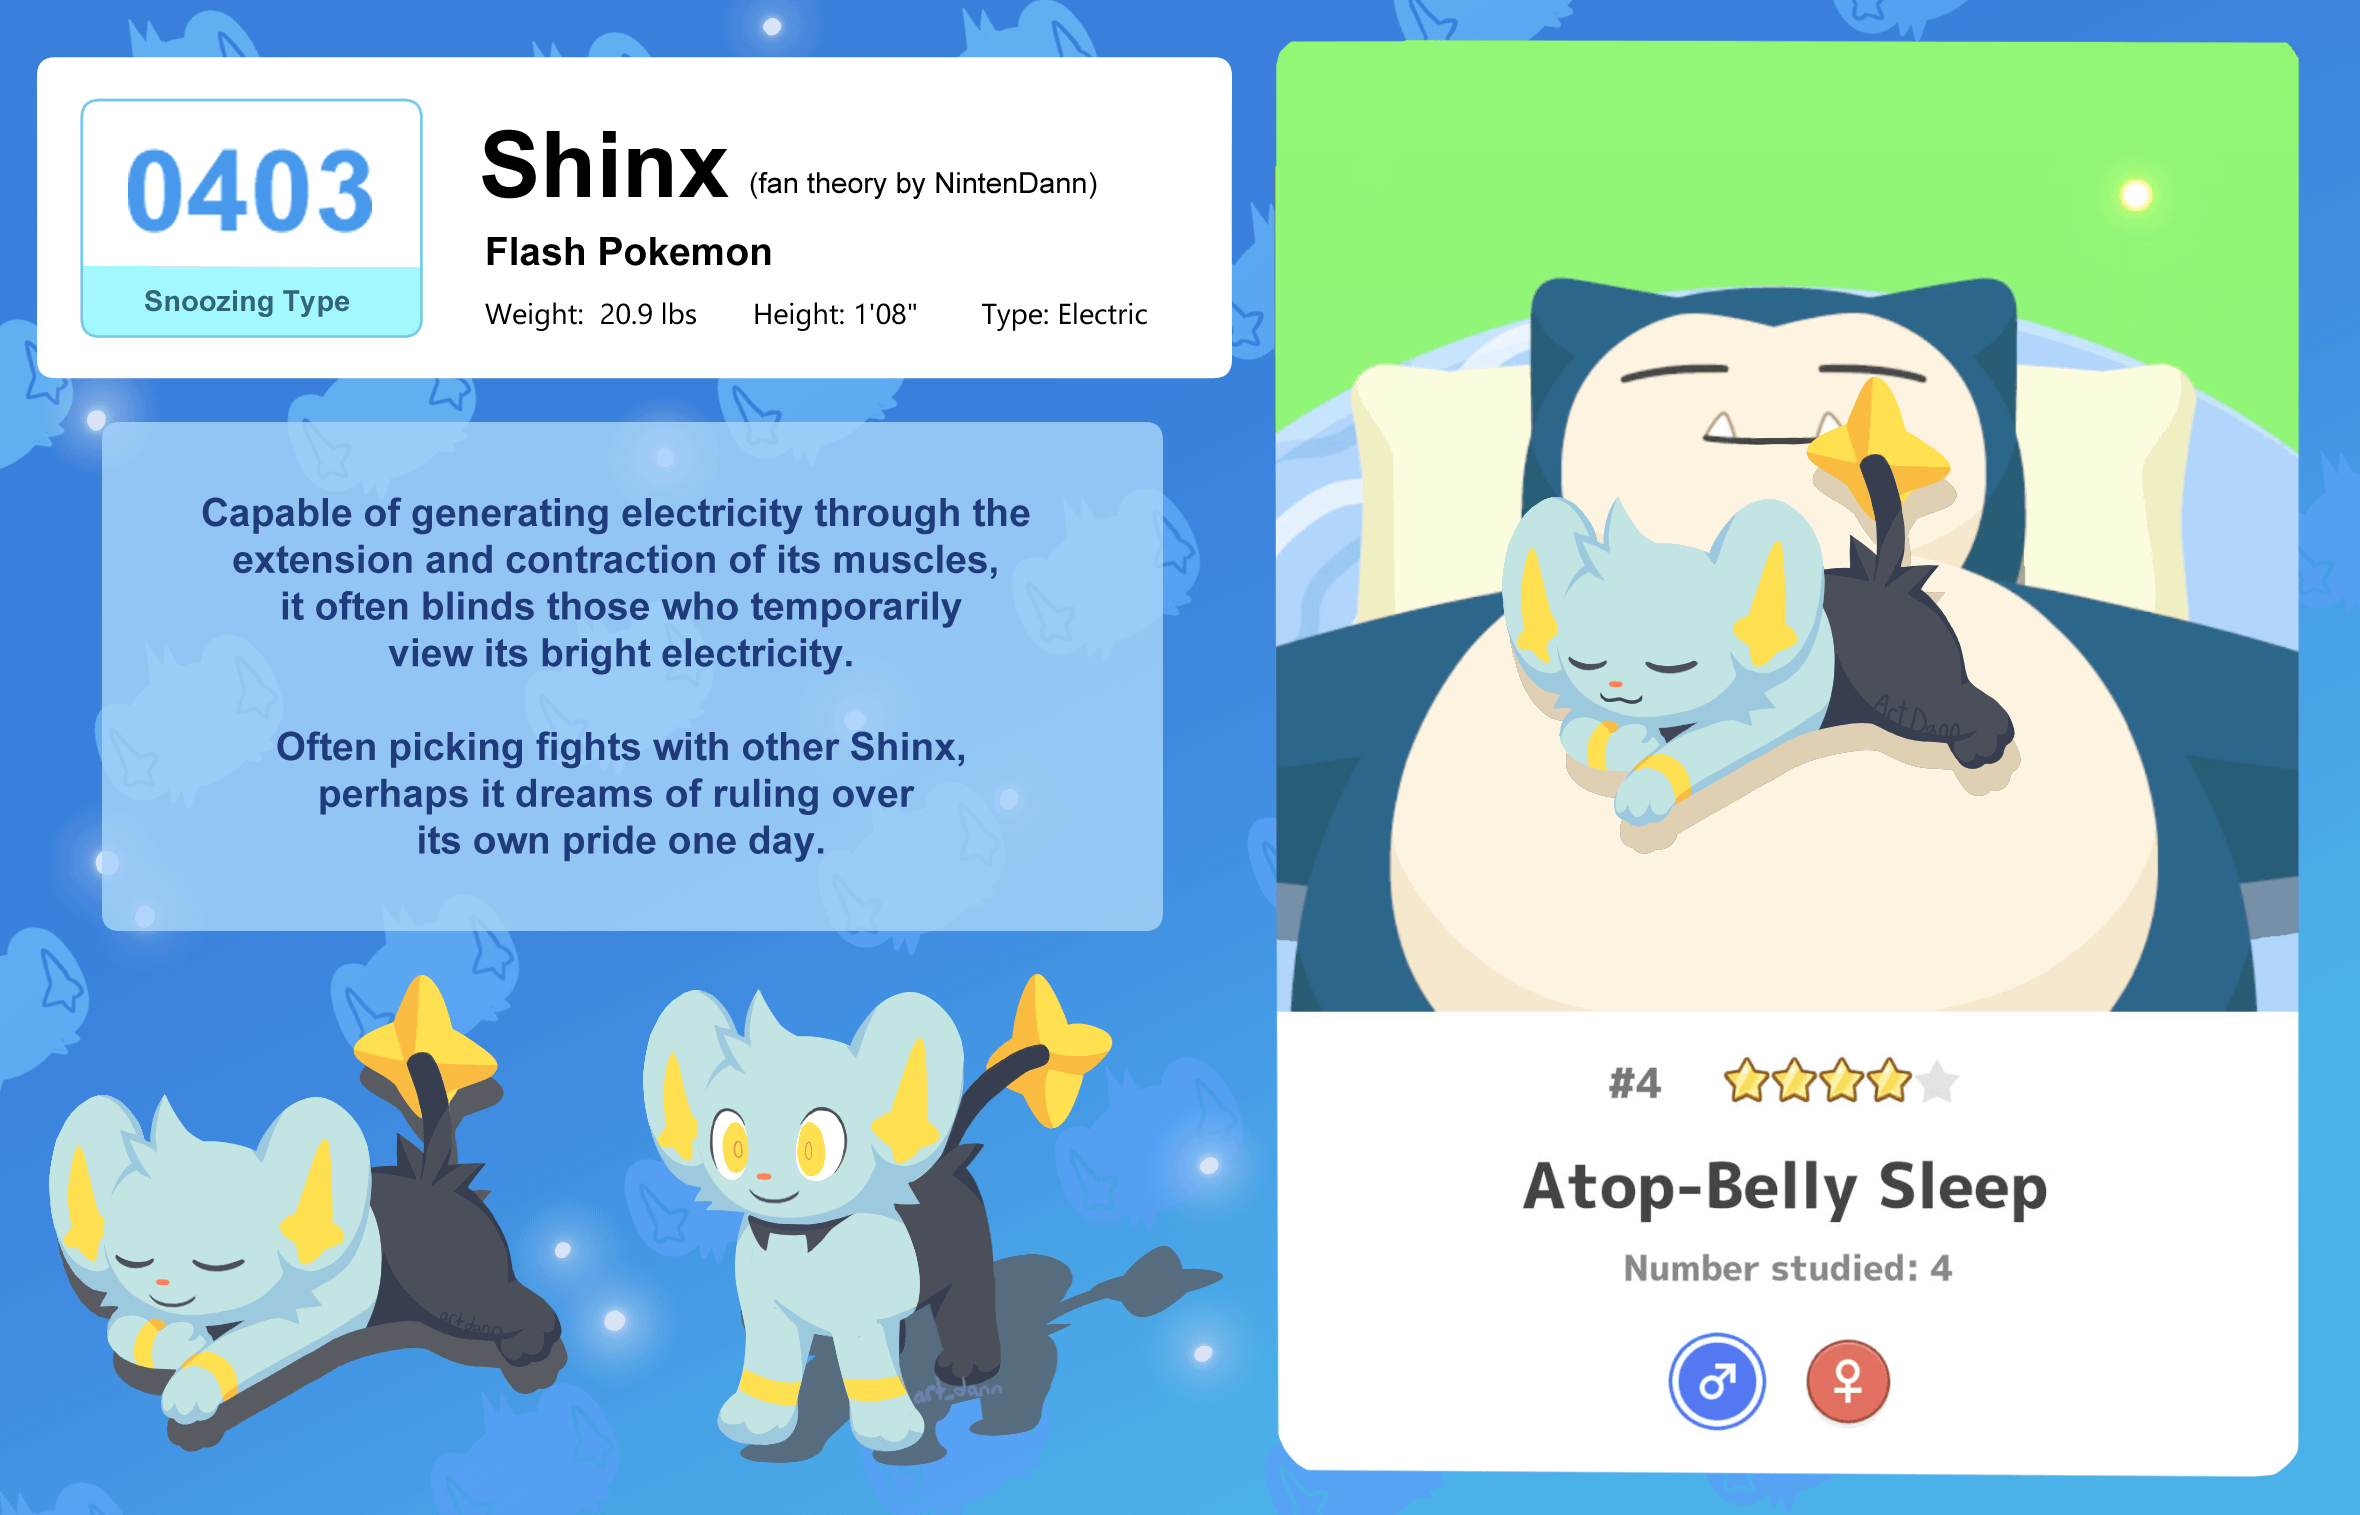 0403
Snoozing Type
Shinx (fan theory by NintenDann)
Flash Pokemon
Weight: 20.9 lbs Height: 1'08" Type: Electric
Capable of generating electricity through the
extension and contraction of its muscles,
it often blinds those who temporarily
view its bright electricity.
Often picking fights with other Shinx,
perhaps it dreams of ruling over
its own pride one day.
artdann
art.dann
Art Dann
#4
Atop-Belly Sleep
Number studied: 4